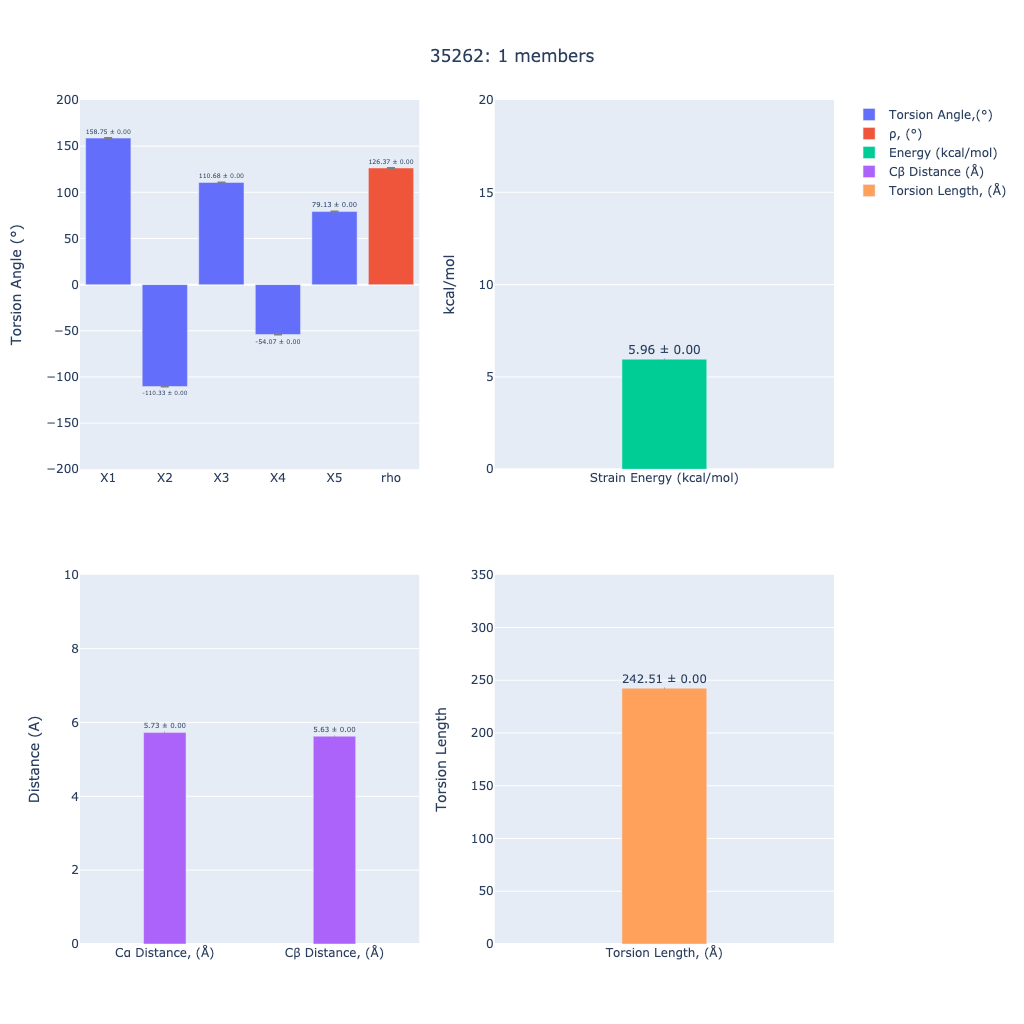 35262: 1 members
Torsion Angle (°)
200
150
100
50
0
−50
−100
−150
−200
158.75 ± 0.00
-110.33 ± 0.00
110.68 ± 0.00
-54.07 ± 0.00
79.13 ± 0.00
126.37 ± 0.00
X1 X2 X3 X4 X5 rho
kcal/mol
20
15
10
5
0
5.96 ± 0.00
Strain Energy (kcal/mol)
Torsion Angle,(°)
ρ, (°)
Energy (kcal/mol)
Cβ Distance (Å)
Torsion Length, (Å)
Distance (A)
10
8
6
4
2
0
5.73 ± 0.00
5.63 ± 0.00
Cα Distance, (Å) Cβ Distance, (Å)
Torsion Length
350
300
250
200
150
100
50
0
242.51 ± 0.00
Torsion Length, (Å)